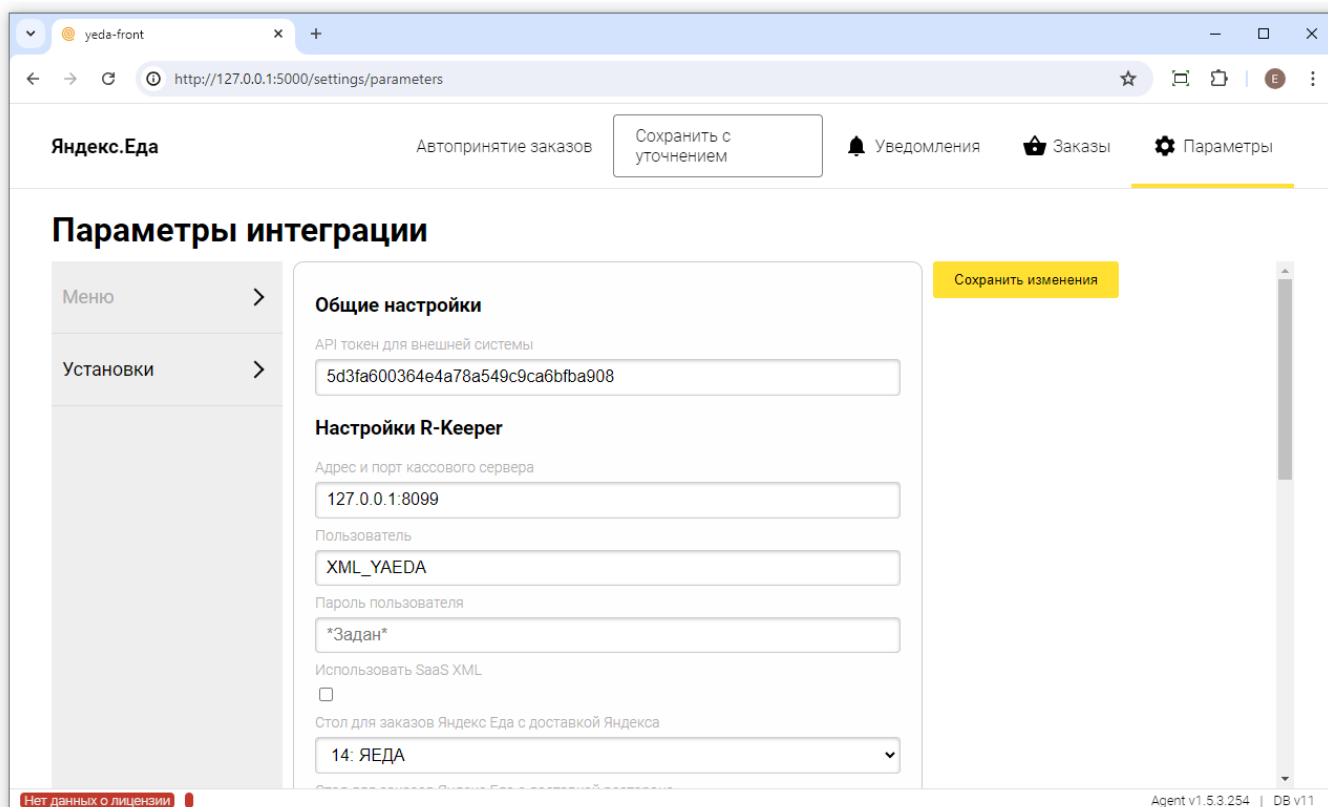 yeda-front
http://127.0.0.1:5000/settings/parameters
E
Яндекс.Еда
Автопринятие заказов
Сохранить с
уточнением
Уведомления
Заказы
Параметры
Параметры интеграции
Меню
Установки
Общие настройки
API токен для внешней системы
5d3fa600364e4a78a549c9ca6bfba908
Настройки R-Keeper
Адрес и порт кассового сервера
127.0.0.1:8099
Пользователь
XML_YAEDA
Пароль пользователя
*Задан*
Использовать SaaS XML
Стол для заказов Яндекс Еда с доставкой Яндекса
14: ЯЕДА
Сохранить изменения
Нет данных о лицензии
Agent v1.5.3.254 | DB v11